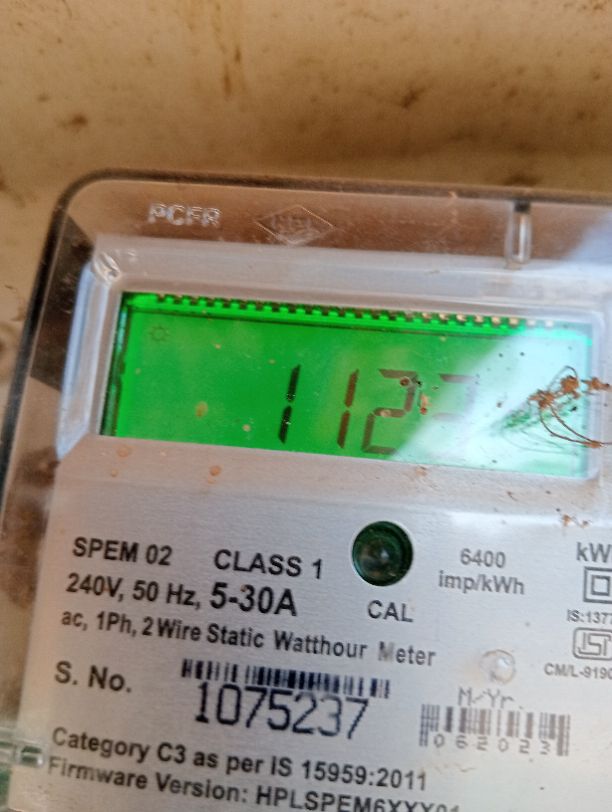 PCFR
112
SPEM 02 CLASS 1
240V, 50 Hz, 5-30A
ac, 1Ph, 2 Wire Static Watthour Meter
CAL
6400
imp/kWh
S. No.
1075237
M/Yr.
062023
Category C3 as per IS 15959:2011
Firmware Version: